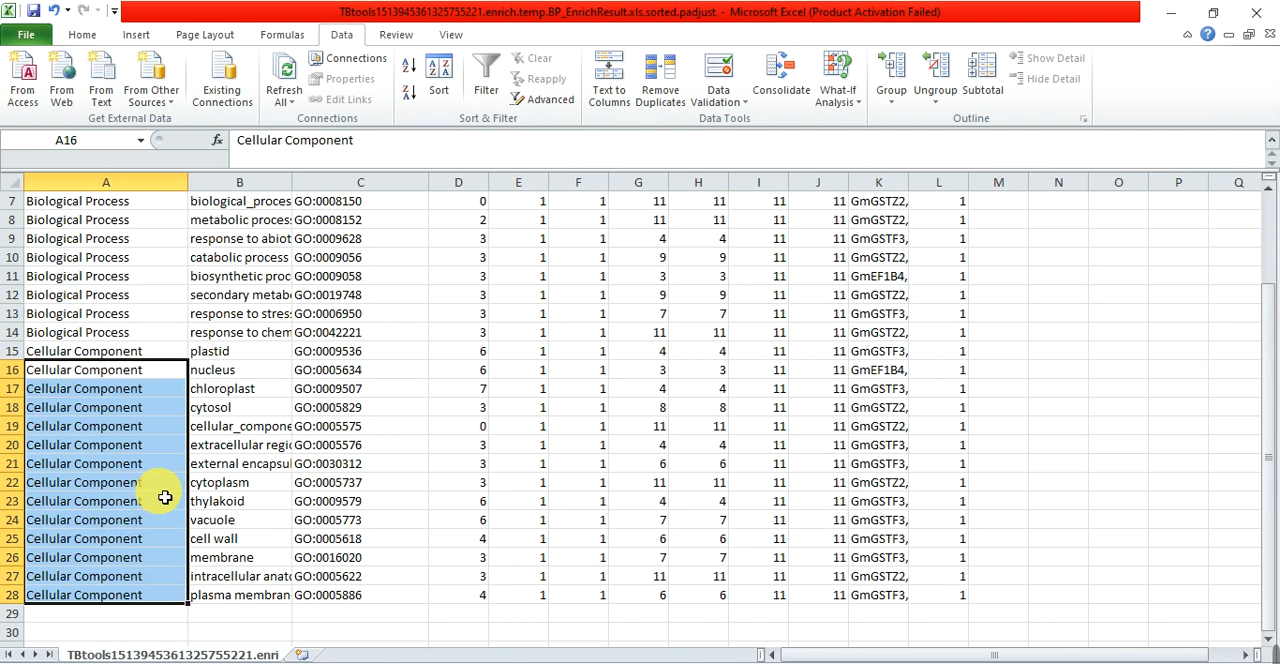 TBtools1513945361325755221.enrich.temp.BP_EnrichResult.xls.sorted.padjust - Microsoft Excel (Product Activation Failed)
File Home Insert Page Layout Formulas Data Review View
From Access From Web From Text From Other Sources Existing Connections Refresh All Connections Properties Edit Links Sort Filter Clear Reapply Advanced Text to Columns Remove Duplicates Data Validation Consolidate What-If Analysis Group Ungroup Subtotal Show Detail Hide Detail
Get External Data Connections Sort & Filter Data Tools Outline
A16 fx Cellular Component
A B C D E F G H I J K L M N O P Q
7 Biological Process biological_proces GO:0008150 0 1 1 11 11 11 11 GmGSTZ2, 1
8 Biological Process metabolic process GO:0008152 2 1 1 11 11 11 11 GmGSTZ2, 1
9 Biological Process response to abiot GO:0009628 3 1 1 4 4 11 11 GmGSTF3, 1
10 Biological Process catabolic process GO:0009056 3 1 1 9 9 11 11 GmGSTZ2, 1
11 Biological Process biosynthetic proc GO:0009058 3 1 1 3 3 11 11 GmEF1B4, 1
12 Biological Process secondary metab GO:0019748 3 1 1 9 9 11 11 GmGSTZ2, 1
13 Biological Process response to stres GO:0006950 3 1 1 7 7 11 11 GmGSTF3, 1
14 Biological Process response to chem GO:0042221 3 1 1 11 11 11 11 GmGSTZ2, 1
15 Cellular Component plastid GO:0009536 6 1 1 4 4 11 11 GmGSTF3, 1
16 Cellular Component nucleus GO:0005634 6 1 1 3 3 11 11 GmEF1B4, 1
17 Cellular Component chloroplast GO:0009507 7 1 1 4 4 11 11 GmGSTF3, 1
18 Cellular Component cytosol GO:0005829 3 1 1 8 8 11 11 GmGSTZ2, 1
19 Cellular Component cellular_compone GO:0005575 0 1 1 11 11 11 11 GmGSTZ2, 1
20 Cellular Component extracellular regi GO:0005576 3 1 1 4 4 11 11 GmGSTF3, 1
21 Cellular Component external encapsu GO:0030312 3 1 1 6 6 11 11 GmGSTF3, 1
22 Cellular Component cytoplasm GO:0005737 3 1 1 11 11 11 11 GmGSTZ2, 1
23 Cellular Component thylakoid GO:0009579 6 1 1 4 4 11 11 GmGSTF3, 1
24 Cellular Component vacuole GO:0005773 6 1 1 7 7 11 11 GmGSTF3, 1
25 Cellular Component cell wall GO:0005618 4 1 1 6 6 11 11 GmGSTF3, 1
26 Cellular Component membrane GO:0016020 3 1 1 7 7 11 11 GmGSTF3, 1
27 Cellular Component intracellular anato GO:0005622 3 1 1 11 11 11 11 GmGSTZ2, 1
28 Cellular Component plasma membran GO:0005886 4 1 1 6 6 11 11 GmGSTF3, 1
29
30
TBtools1513945361325755221.enri